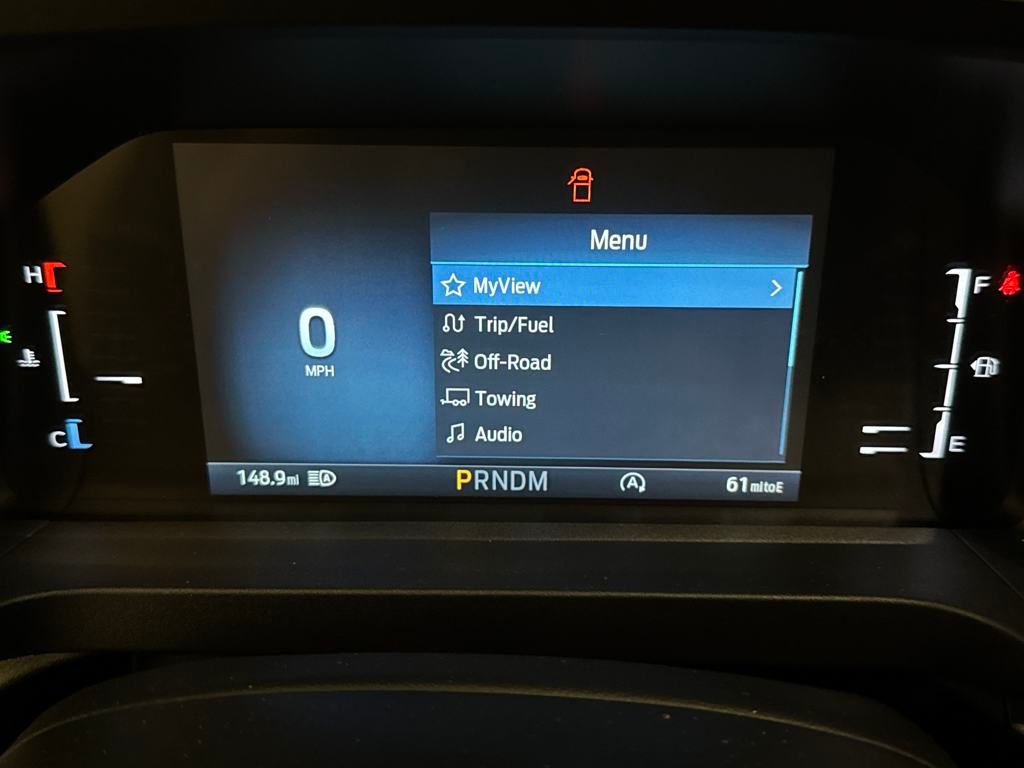 Menu
H
MyView
F
Trip/Fuel
0
Off-Road
MPH
Towing
C
Audio
E
148.9mi A
PRNDM
A
61mitoE